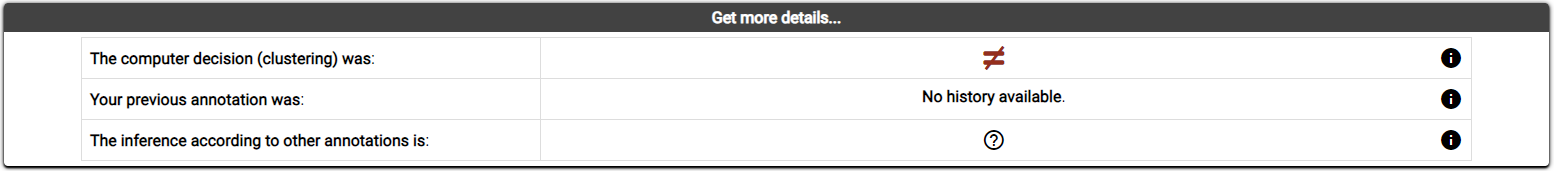 Get more details...
The computer decision (clustering) was: ≠
Your previous annotation was: No history available.
The inference according to other annotations is: ?